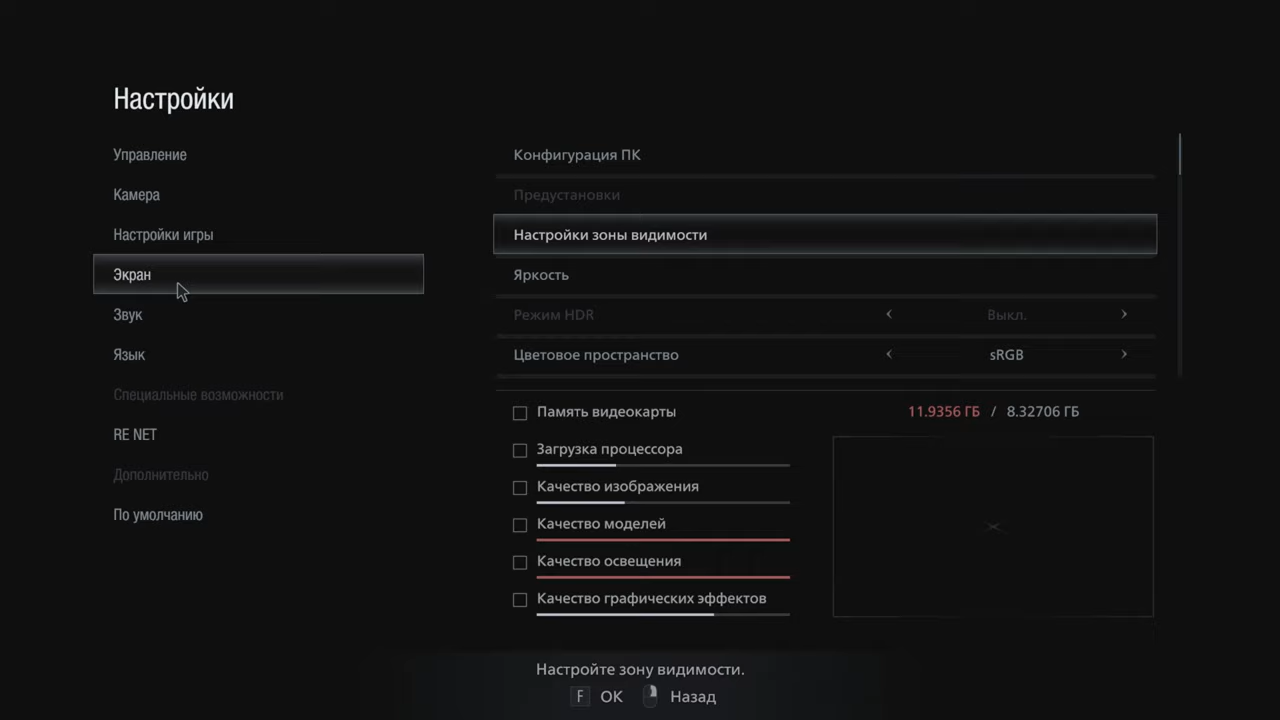 Настройки
Управление
Камера
Настройки игры
Экран
Звук
Язык
Специальные возможности
RE NET
Дополнительно
По умолчанию
Конфигурация ПК
Предустановки
Настройки зоны видимости
Яркость
Режим HDR Выкл.
Цветовое пространство sRGB
Память видеокарты 11.9356 ГБ / 8.32706 ГБ
Загрузка процессора
Качество изображения
Качество моделей
Качество освещения
Качество графических эффектов
Настройте зону видимости.
F OK Назад